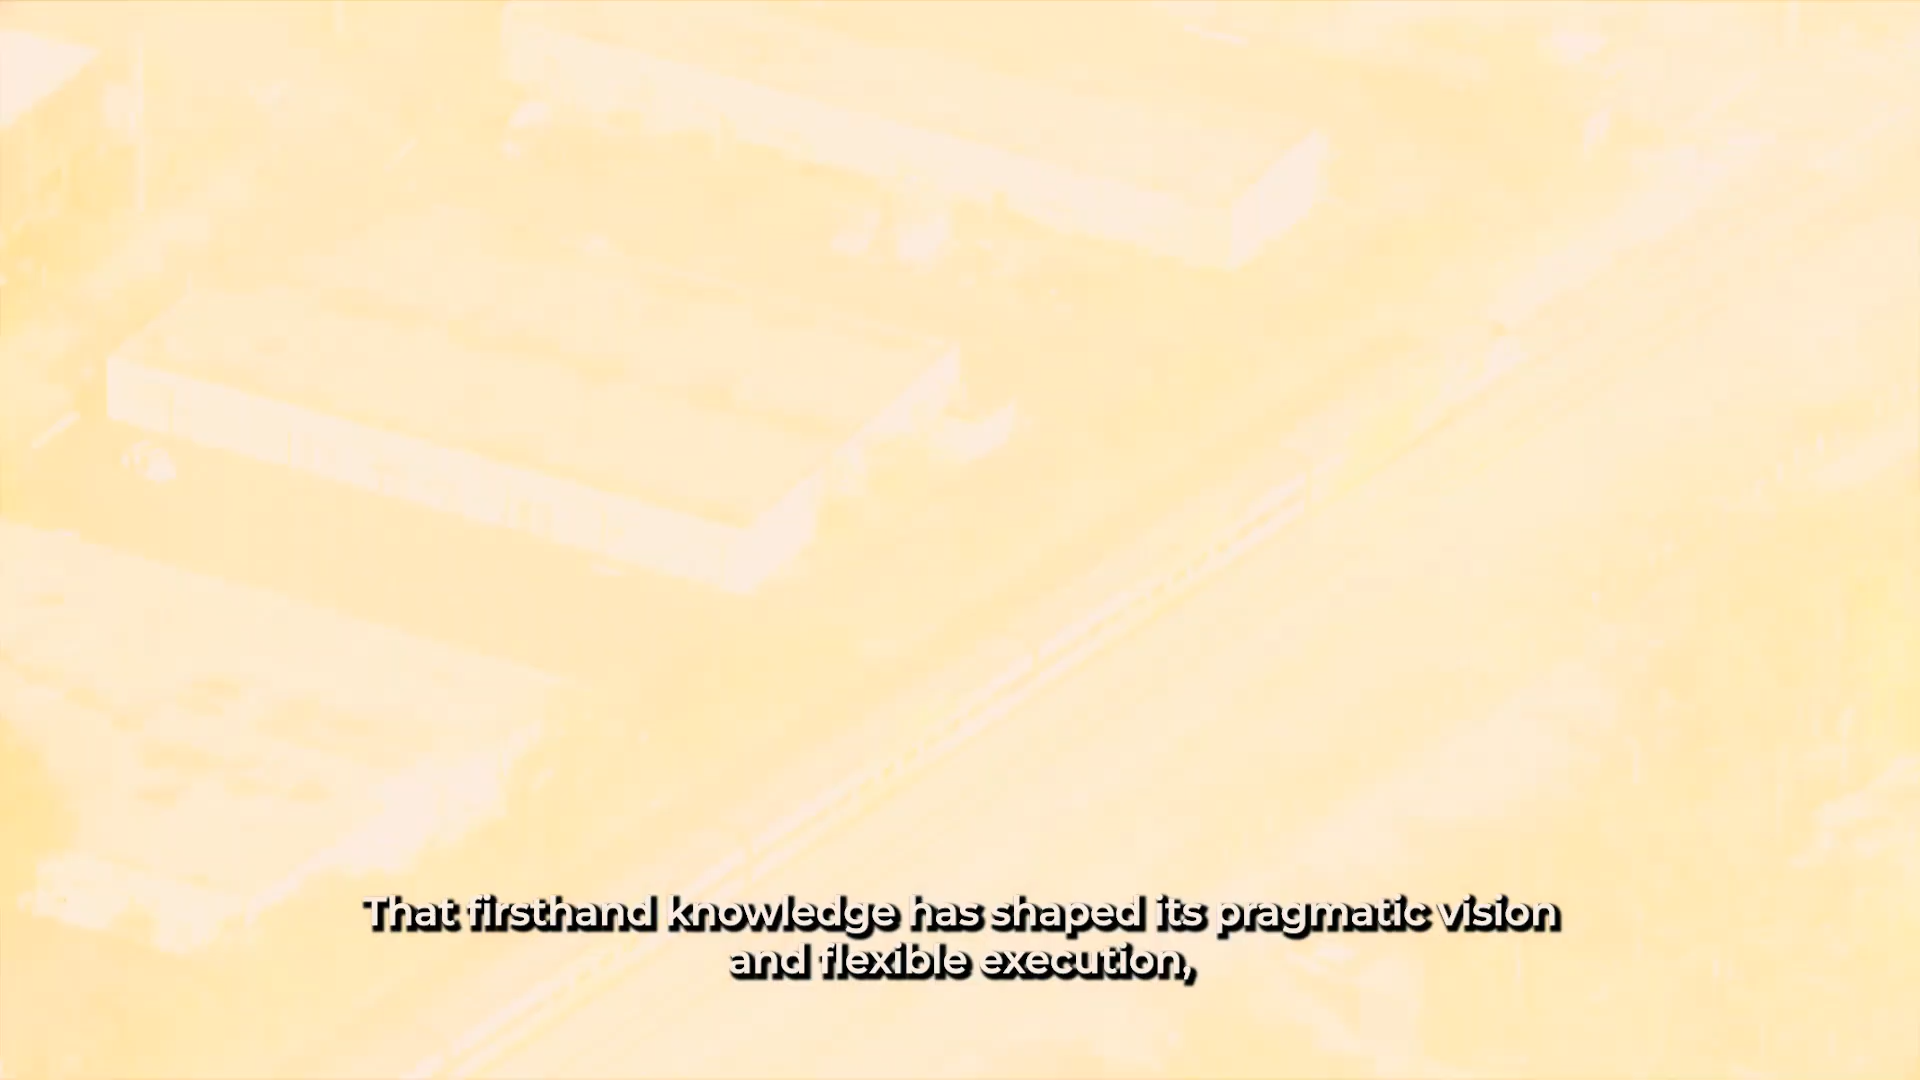 That firsthand knowledge has shaped its pragmatic vision
and flexible execution,